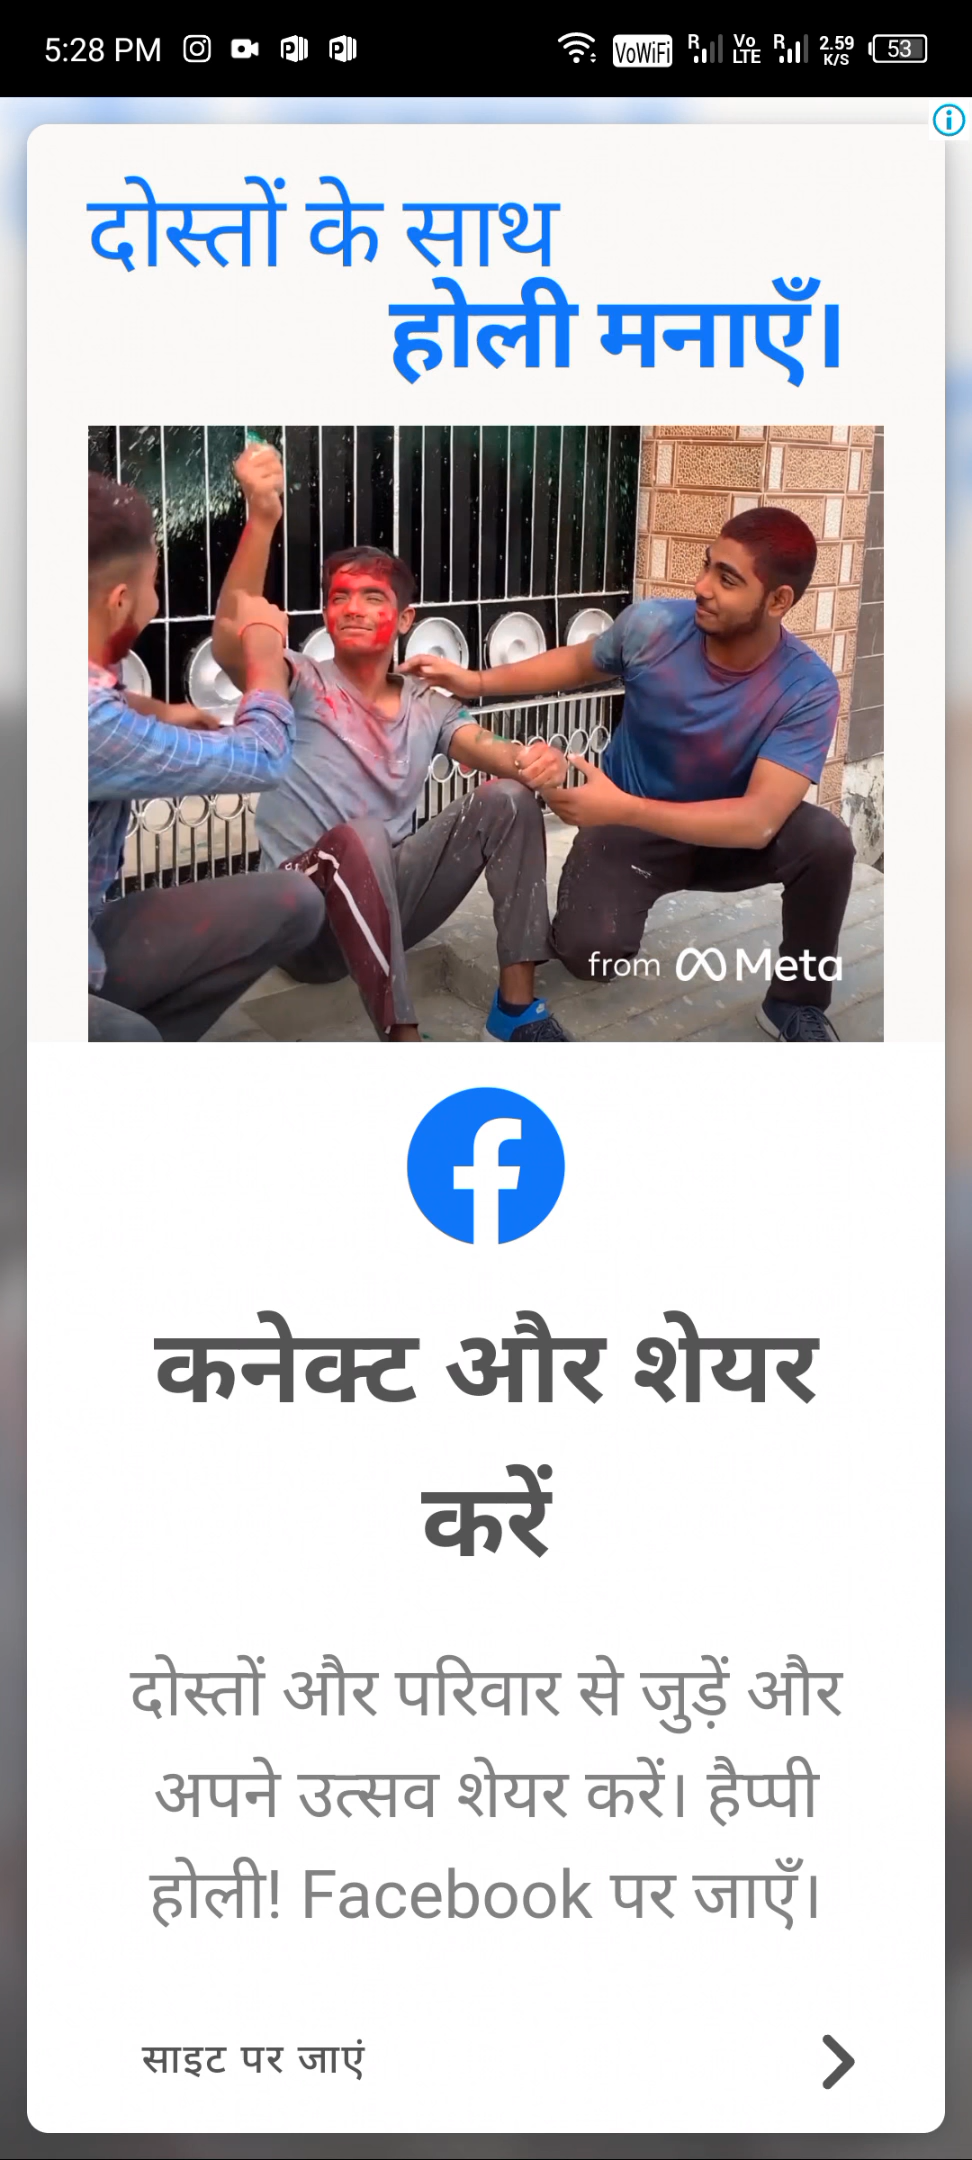 5:28 PM
VoWiFi
R
Vo
LTE
R
2.59
K/S
53
दोस्तों के साथ
होली मनाएँ।
from Meta
कनेक्ट और शेयर
करें
दोस्तों और परिवार से जुड़ें और
अपने उत्सव शेयर करें। हैप्पी
होली! Facebook पर जाएँ।
साइट पर जाएं